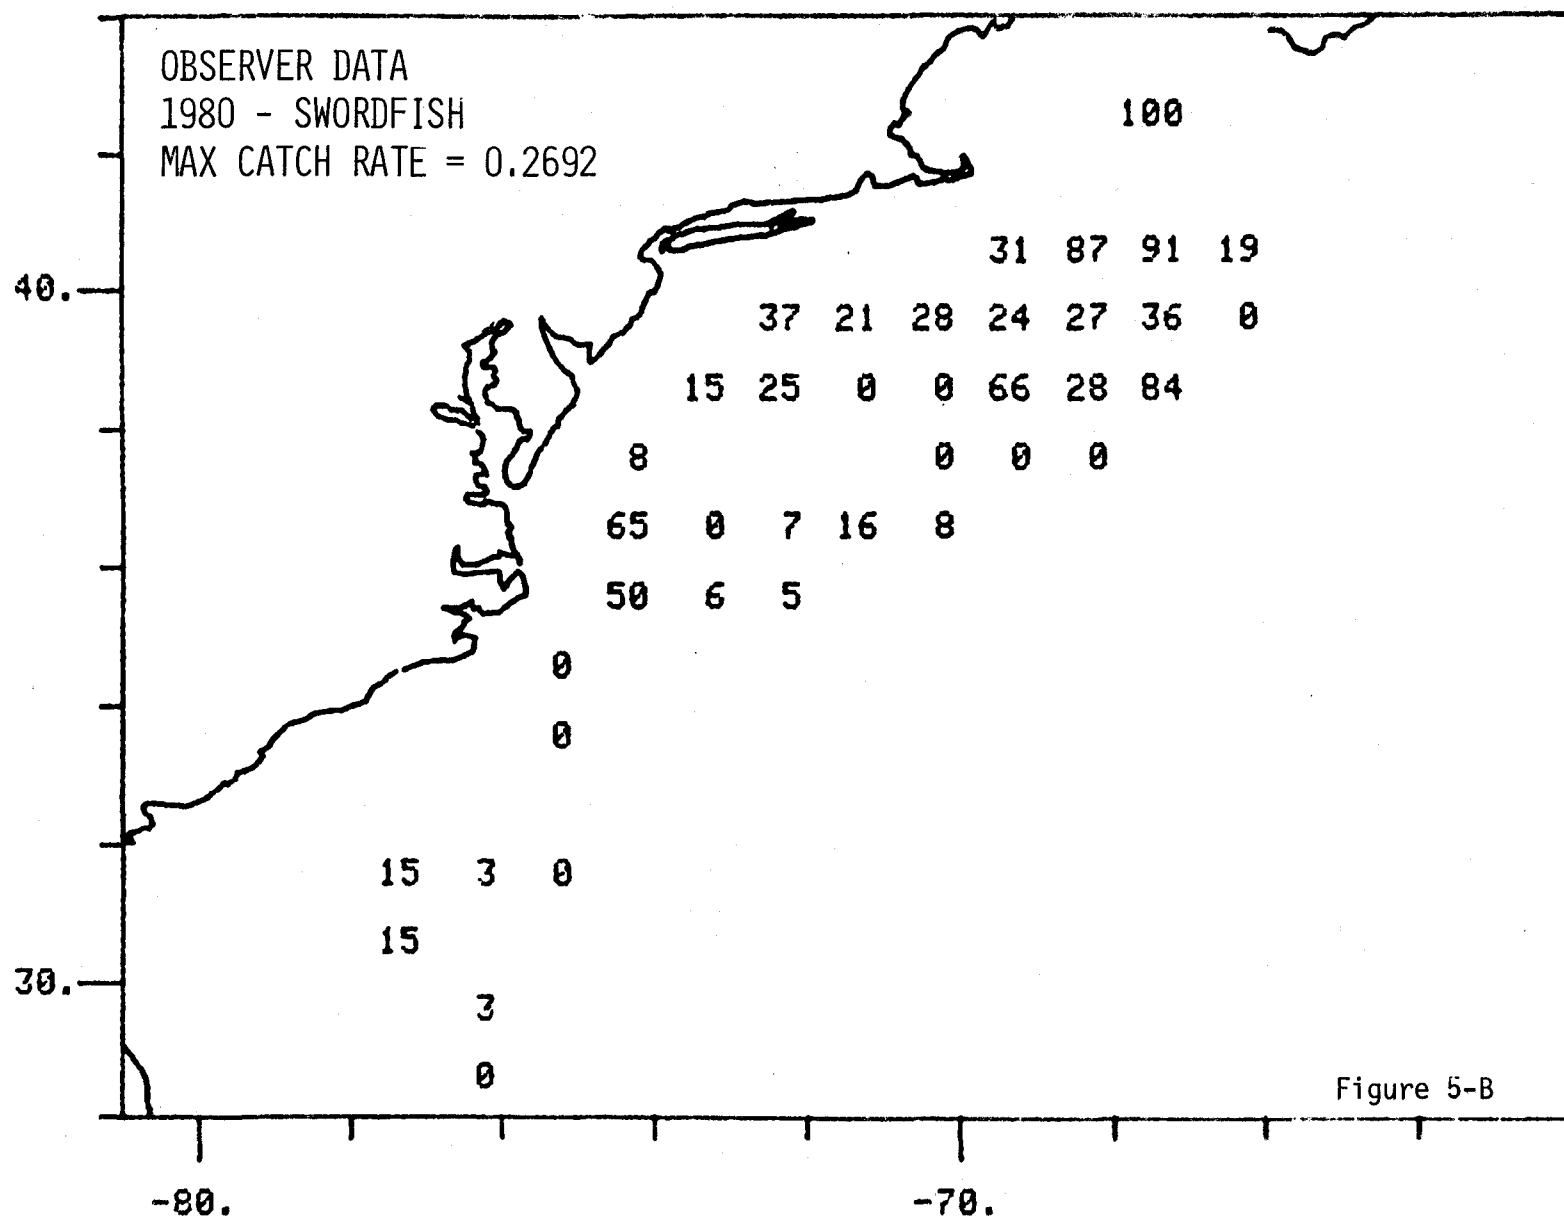 OBSERVER DATA
1980 - SWORDFISH
MAX CATCH RATE = 0.2692
100
31 87 91 19
40.
37 21 28 24 27 36 0
15 25 0 0 66 28 84
8 0 0 0
65 0 7 16 8
50 6 5
0
0
15 3 0
15
30.
3
0
Figure 5-B
-80. -70.